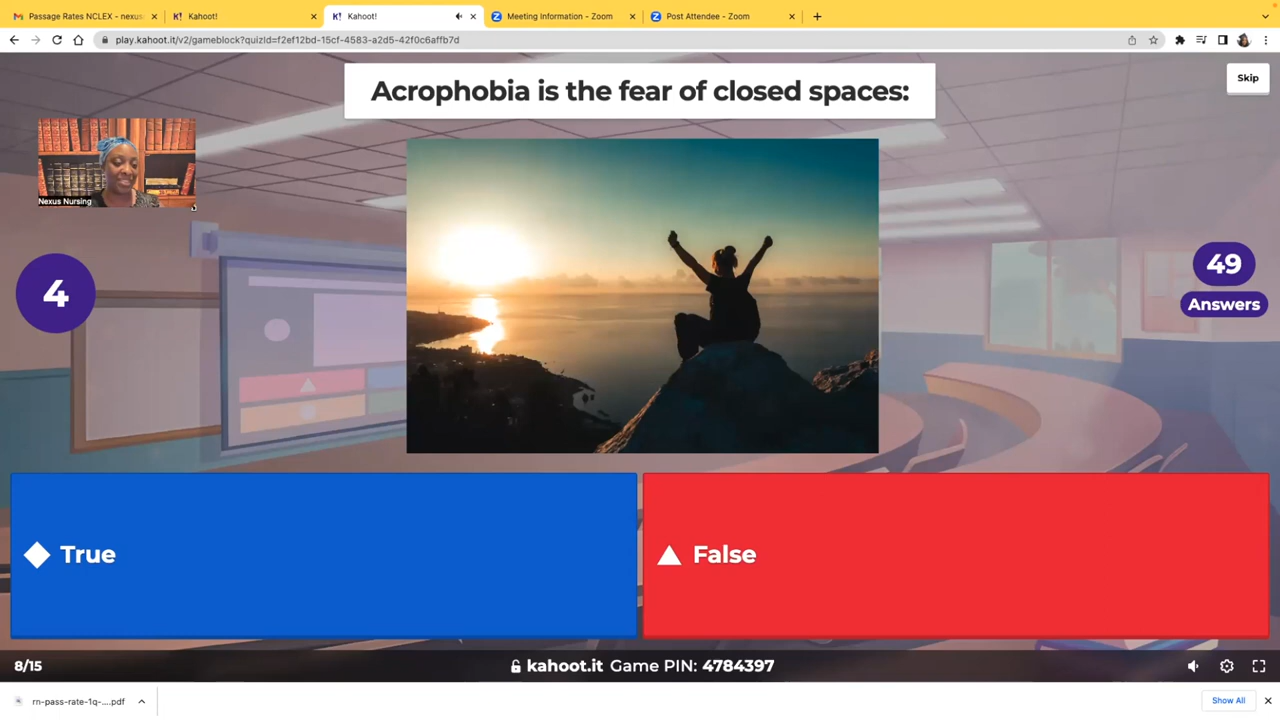 Passage Rates NCLEX - nexus
Kahoot!
Kahoot!
Meeting Information - Zoom
Post Attendee - Zoom
play.kahoot.it/v2/gameblock?quizId=f2ef12bd-15cf-4583-a2d5-42f0c6affb7d
Acrophobia is the fear of closed spaces:
Skip
Nexus Nursing
4
49
Answers
True
False
8/15
kahoot.it Game PIN: 4784397
rn-pass-rate-1q-....pdf
Show All